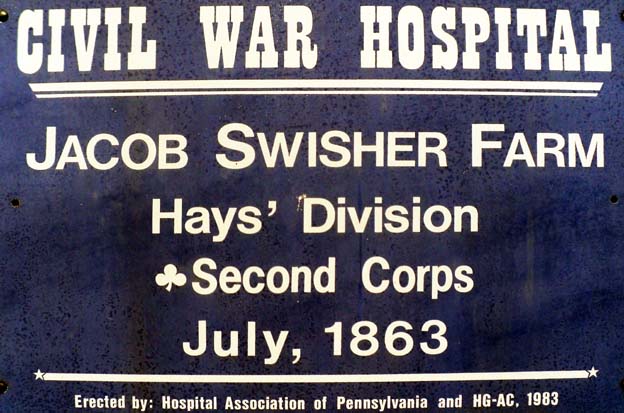 CIVIL WAR HOSPITAL
JACOB SWISHER FARM
Hays' Division
♣Second Corps
July, 1863
Erected by: Hospital Association of Pennsylvania and HG-AC, 1983